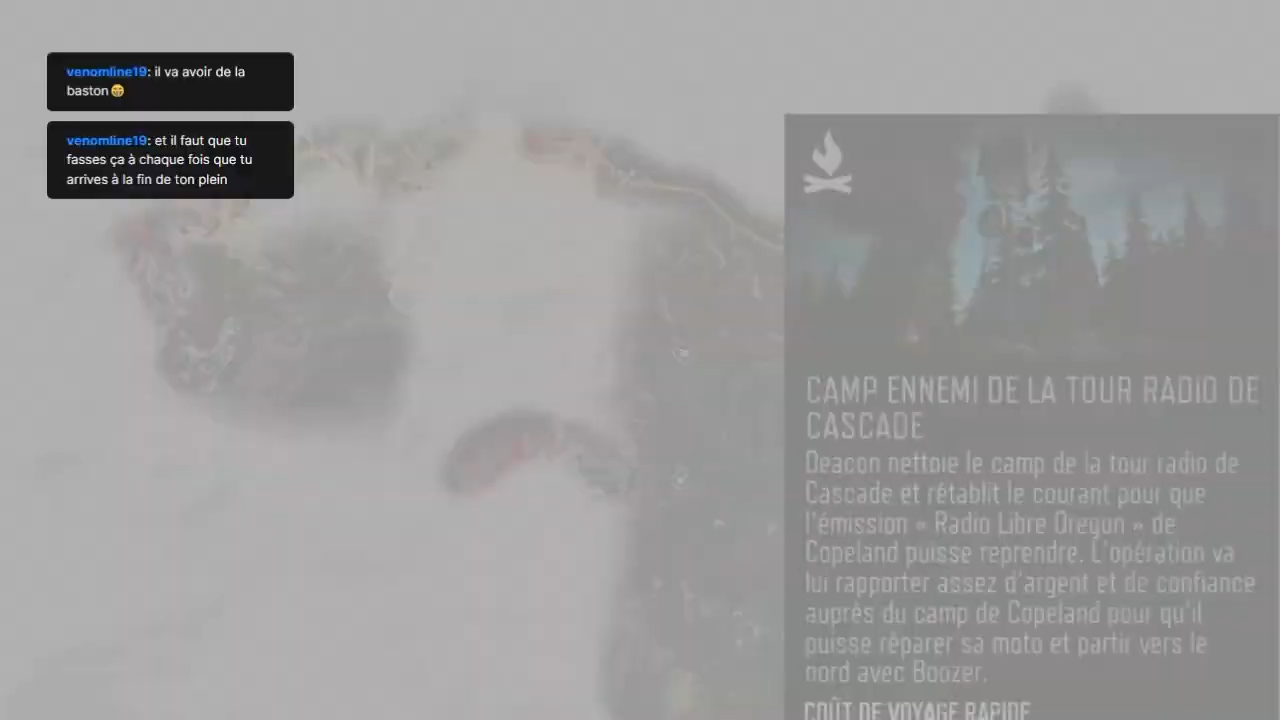 venomline19: il va avoir de la
baston😁
venomline19: et il faut que tu
fasses ça à chaque fois que tu
arrives à la fin de ton plein
CAMP ENNEMI DE LA TOUR RADIO DE
CASCADE
Deacon nettoie le camp de la tour radio de
Cascade et rétablit le courant pour que
l'émission « Radio Libre Oregon » de
Copeland puisse reprendre. L'opération va
lui rapporter assez d'argent et de confiance
auprès du camp de Copeland pour qu'il
puisse réparer sa moto et partir vers le
nord avec Boozer.
COÛT DE VOYAGE RAPIDE